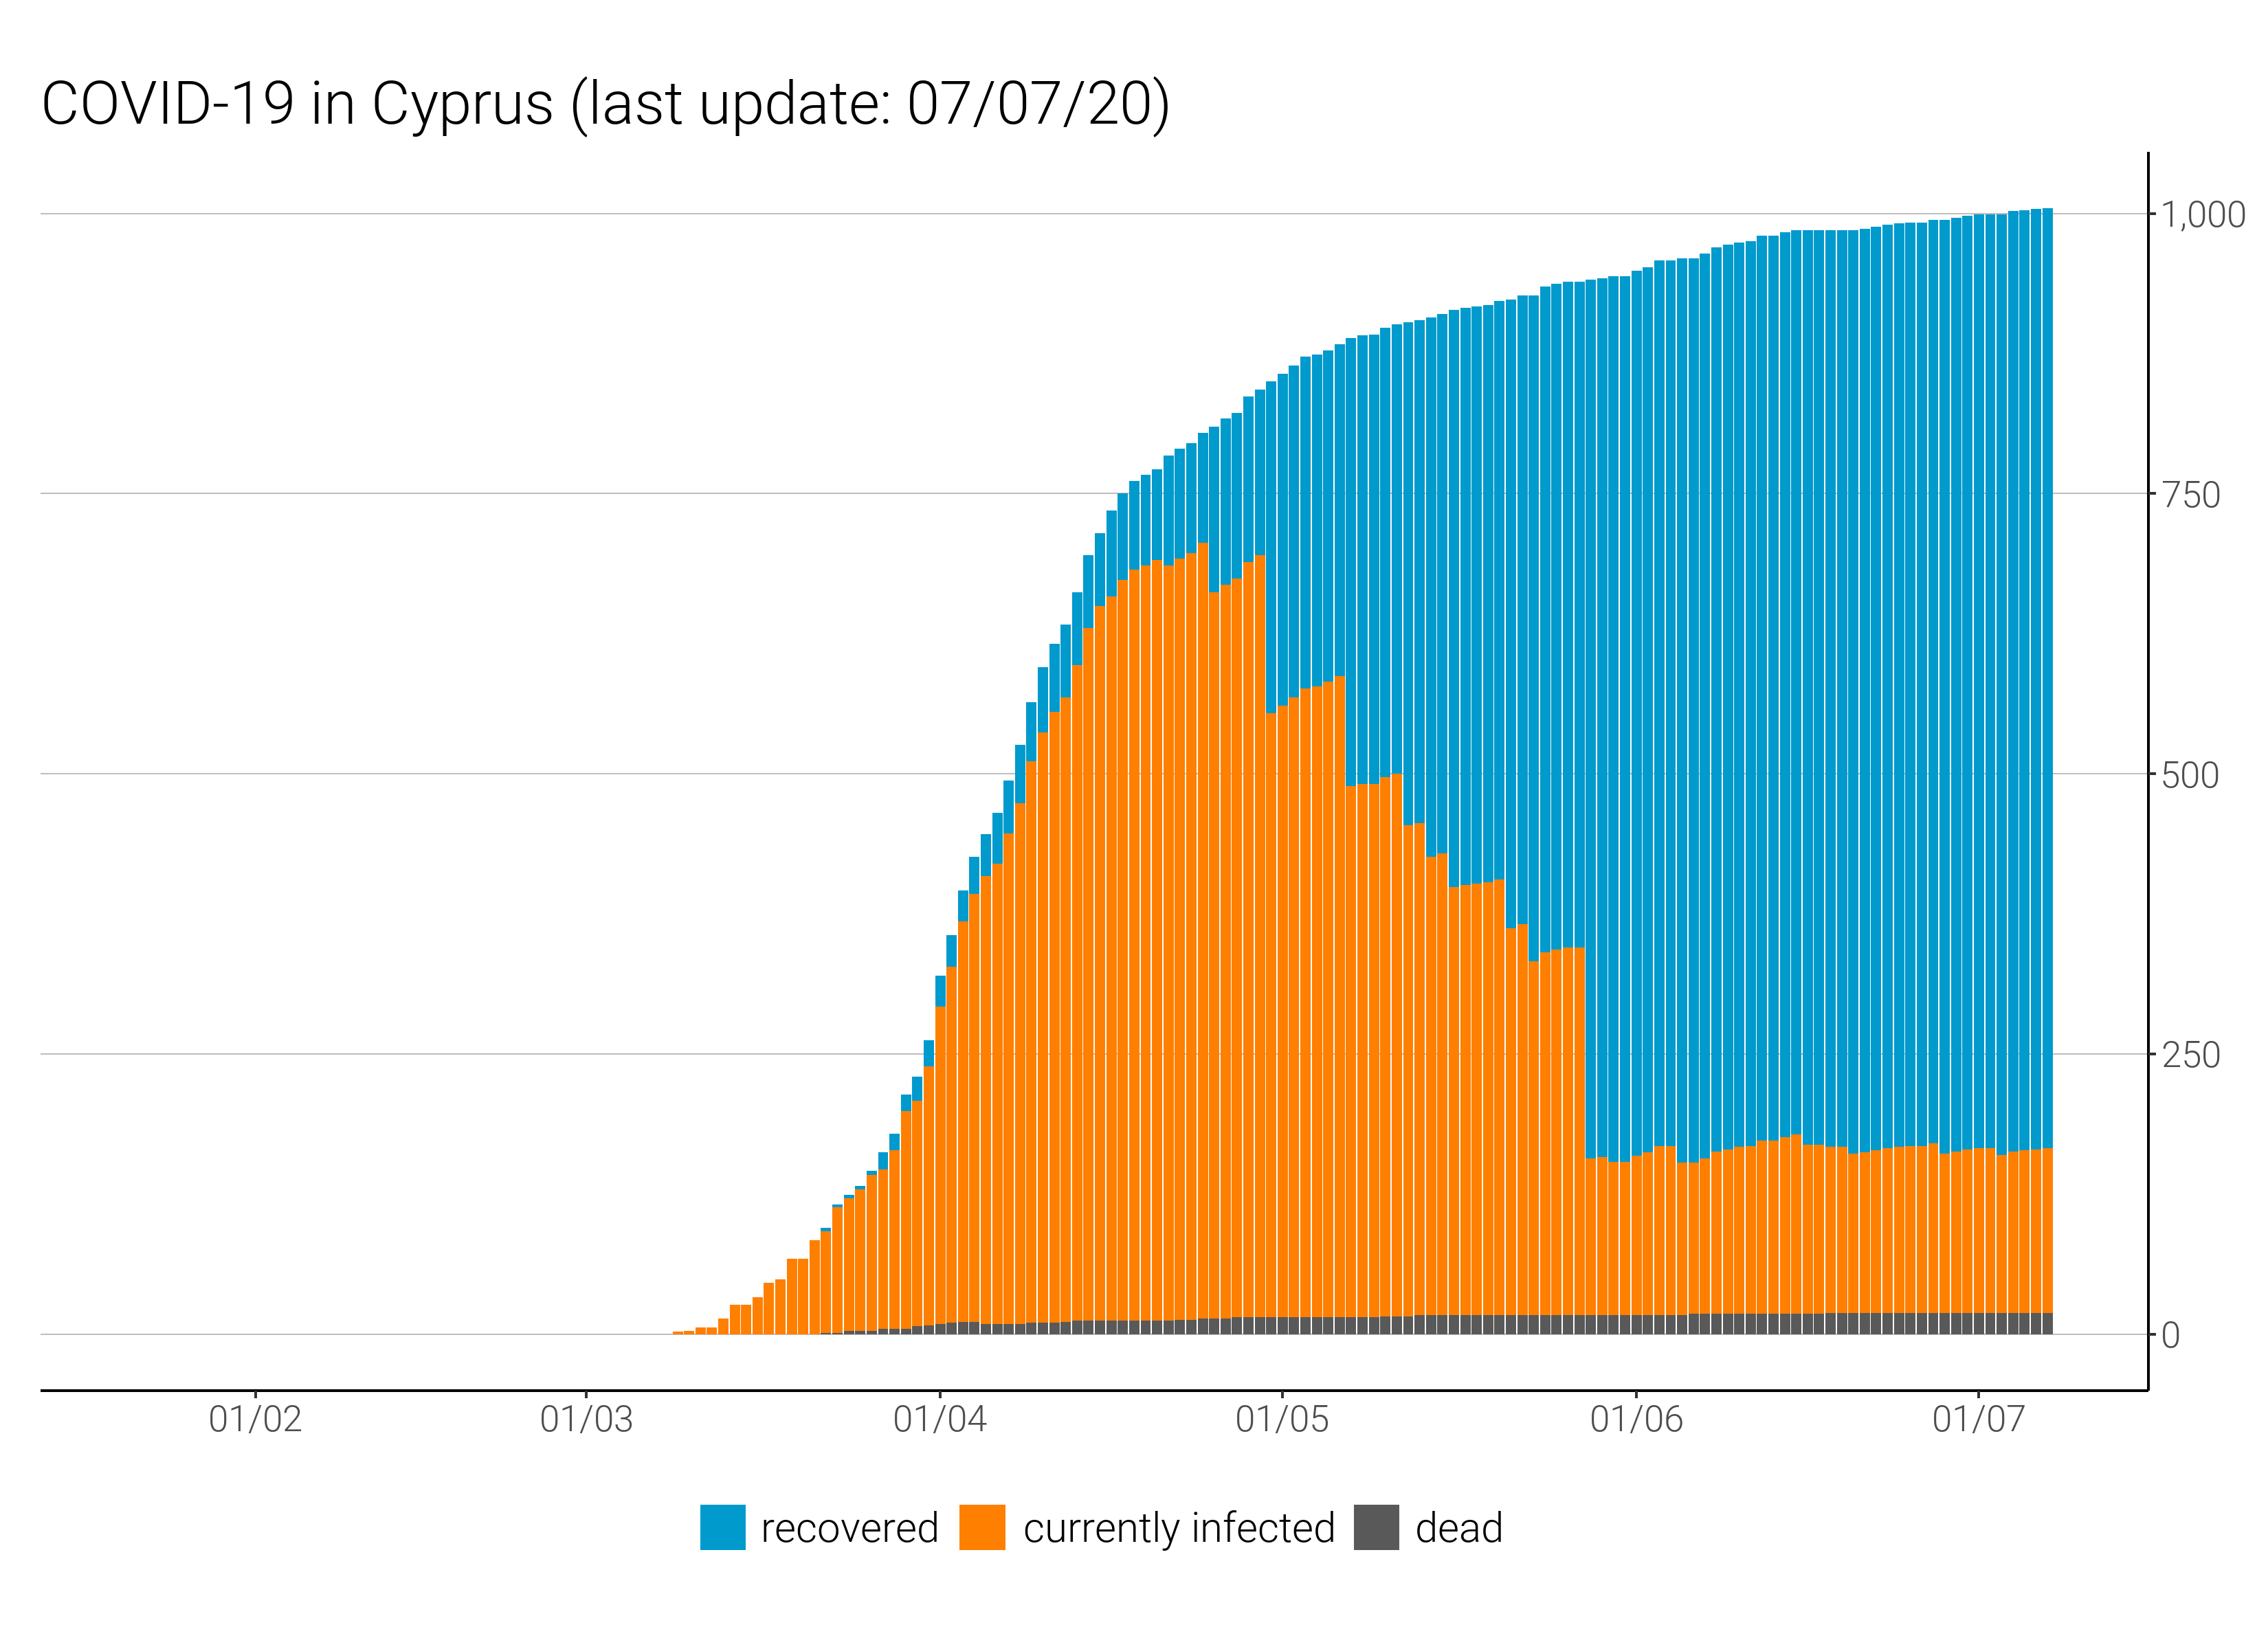 COVID-19 in Cyprus (last update: 07/07/20)
1,000
750
500
250
0
01/02 01/03 01/04 01/05 01/06 01/07
recovered currently infected dead